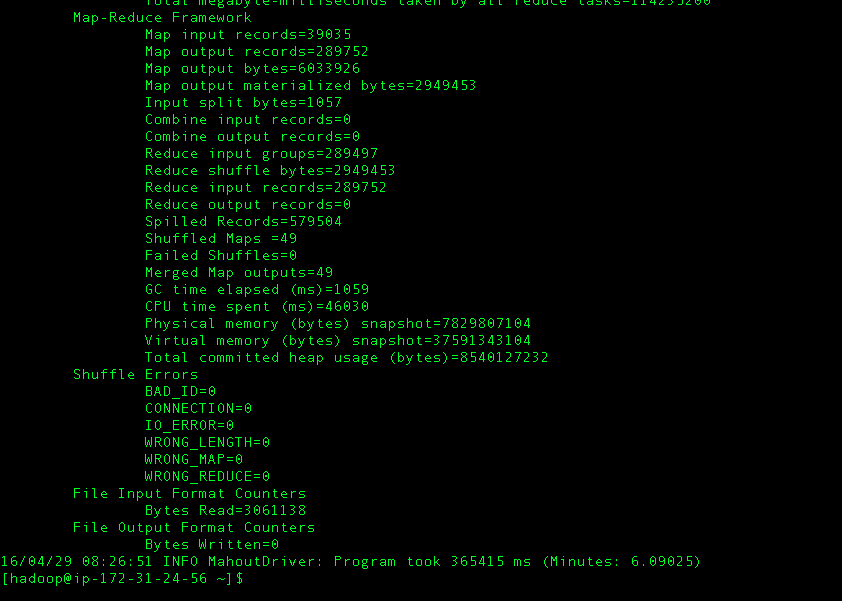 Total megabyte-milliseconds taken by all reduce tasks=114235200
Map-Reduce Framework
Map input records=39035
Map output records=289752
Map output bytes=6033926
Map output materialized bytes=2949453
Input split bytes=1057
Combine input records=0
Combine output records=0
Reduce input groups=289497
Reduce shuffle bytes=2949453
Reduce input records=289752
Reduce output records=0
Spilled Records=579504
Shuffled Maps =49
Failed Shuffles=0
Merged Map outputs=49
GC time elapsed (ms)=1059
CPU time spent (ms)=46030
Physical memory (bytes) snapshot=7829807104
Virtual memory (bytes) snapshot=37591343104
Total committed heap usage (bytes)=8540127232
Shuffle Errors
BAD_ID=0
CONNECTION=0
IO_ERROR=0
WRONG_LENGTH=0
WRONG_MAP=0
WRONG_REDUCE=0
File Input Format Counters
Bytes Read=3061138
File Output Format Counters
Bytes Written=0
16/04/29 08:26:51 INFO MahoutDriver: Program took 365415 ms (Minutes: 6.09025)
[hadoop@ip-172-31-24-56 ~]$